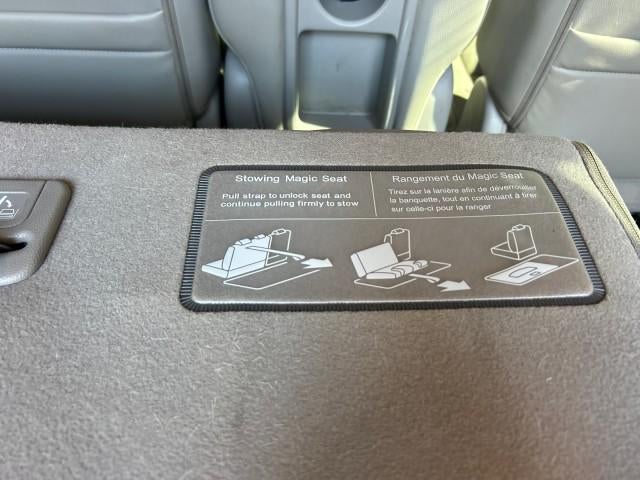 Stowing Magic Seat
Pull strap to unlock seat and
continue pulling firmly to stow
Rangement du Magic Seat
Tirez sur la lanière afin de déverrouiller
la banquette, tout en continuant à tirer
sur celle-ci pour la ranger